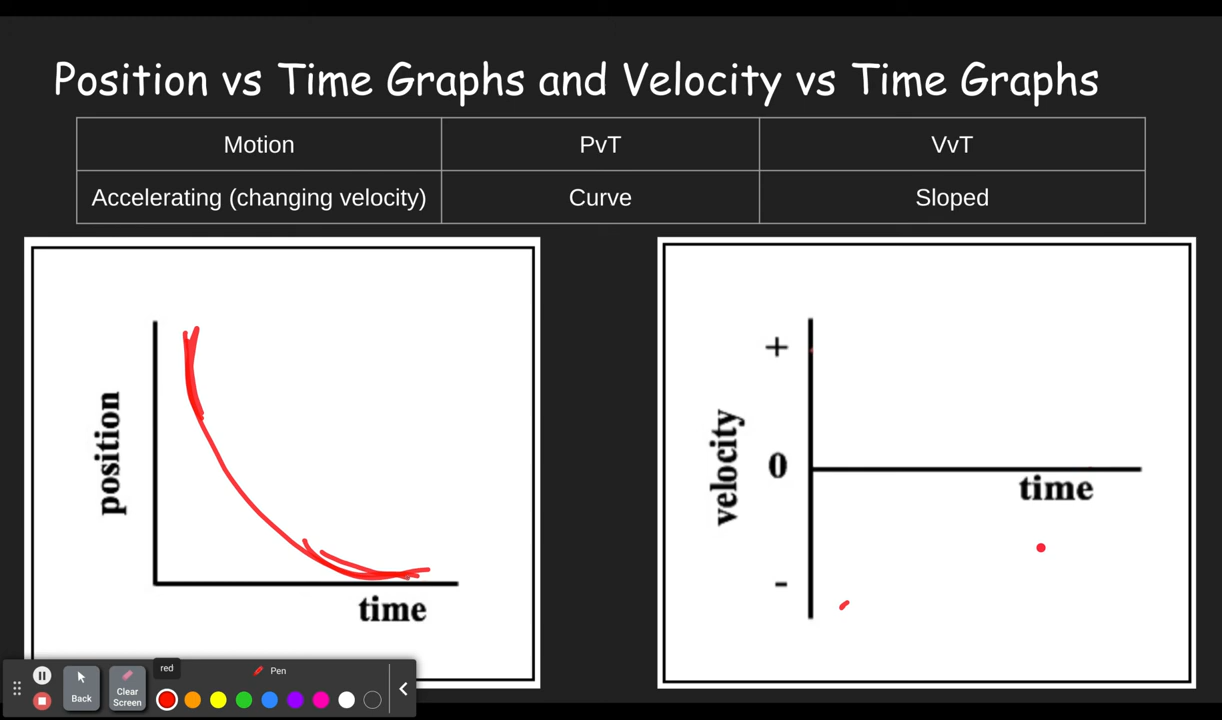 Position vs Time Graphs and Velocity vs Time Graphs
Motion PvT VvT
Accelerating (changing velocity) Curve Sloped
position
time
+
velocity
0
time
-
red
Pen
Back
Clear
Screen